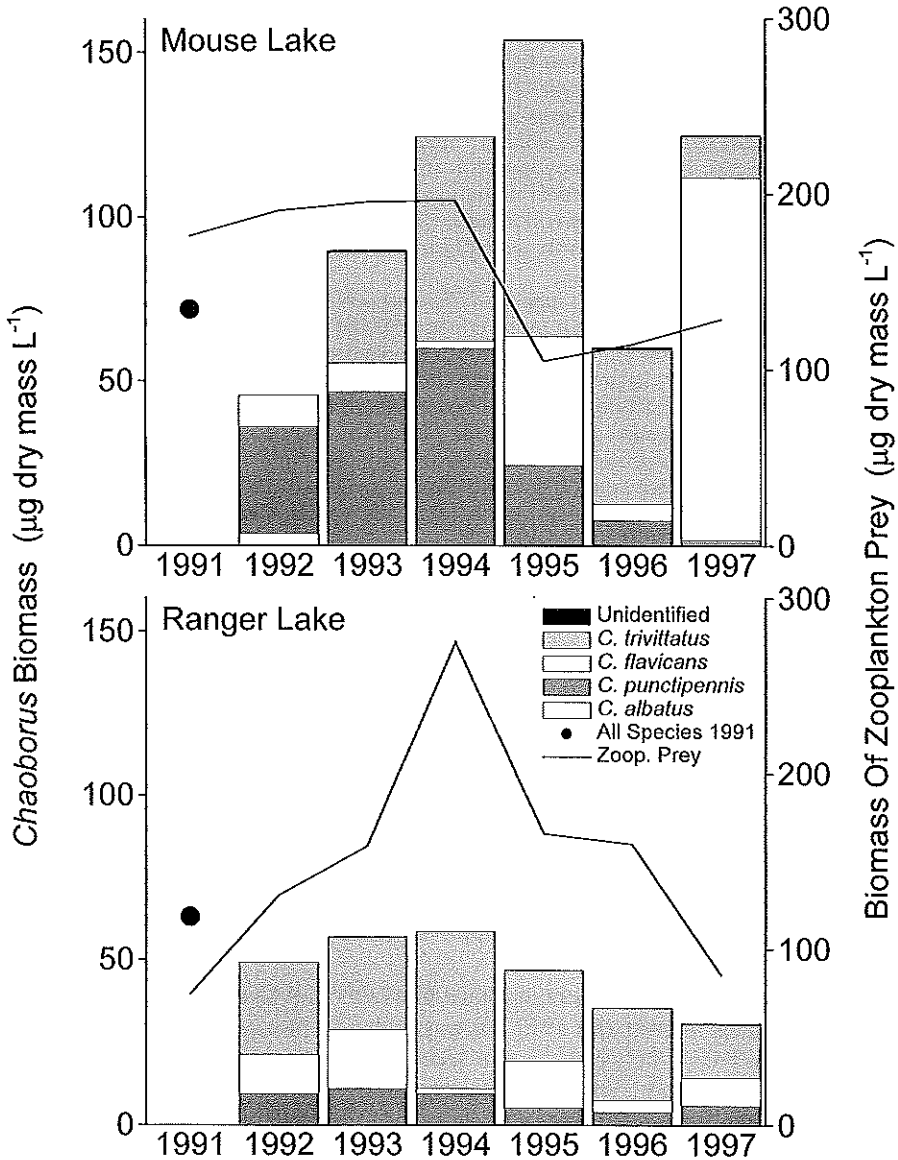 Mouse Lake
150
100
50
0
300
200
100
0
1991 1992 1993 1994 1995 1996 1997
Chaoborus Biomass (µg dry mass L-1)
Biomass Of Zooplankton Prey (µg dry mass L-1)
Ranger Lake
150
100
50
0
300
200
100
0
Unidentified
C. trivittatus
C. flavicans
C. punctipennis
C. albatus
All Species 1991
Zoop. Prey
1991 1992 1993 1994 1995 1996 1997